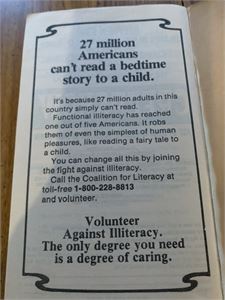 27 million
Americans
can't read a bedtime
story to a child.
It's because 27 million adults in this
country simply can't read.
Functional illiteracy has reached
one out of five Americans. It robs
them of even the simplest of human
pleasures, like reading a fairy tale to
a child.
You can change all this by joining
the fight against illiteracy.
Call the Coalition for Literacy at
toll-free 1-800-228-8813
and volunteer.
Volunteer
Against Illiteracy.
The only degree you need
is a degree of caring.